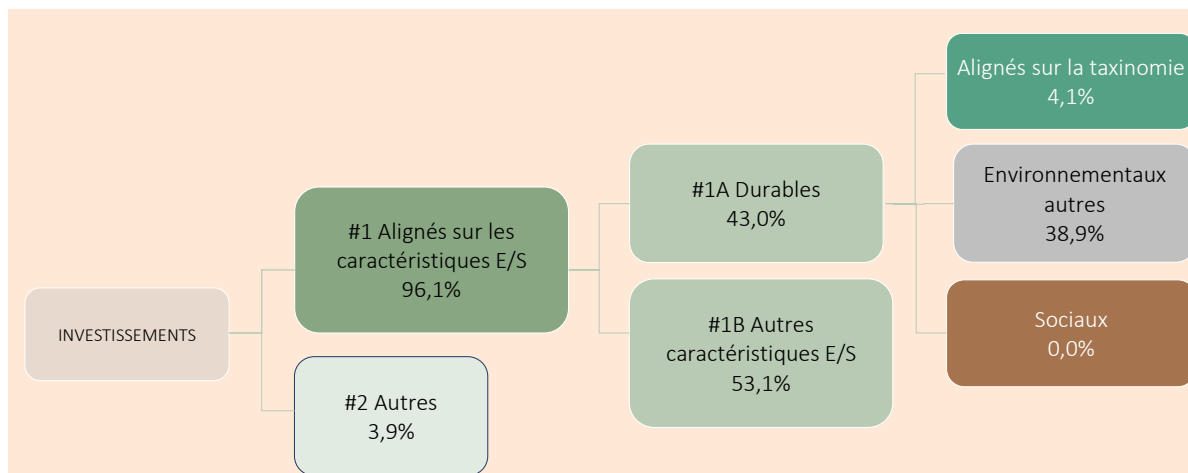 INVESTISSEMENTS
#1 Alignés sur les
caractéristiques E/S
96,1%
#2 Autres
3,9%
#1A Durables
43,0%
#1B Autres
caractéristiques E/S
53,1%
Alignés sur la taxinomie
4,1%
Environnementaux
autres
38,9%
Sociaux
0,0%